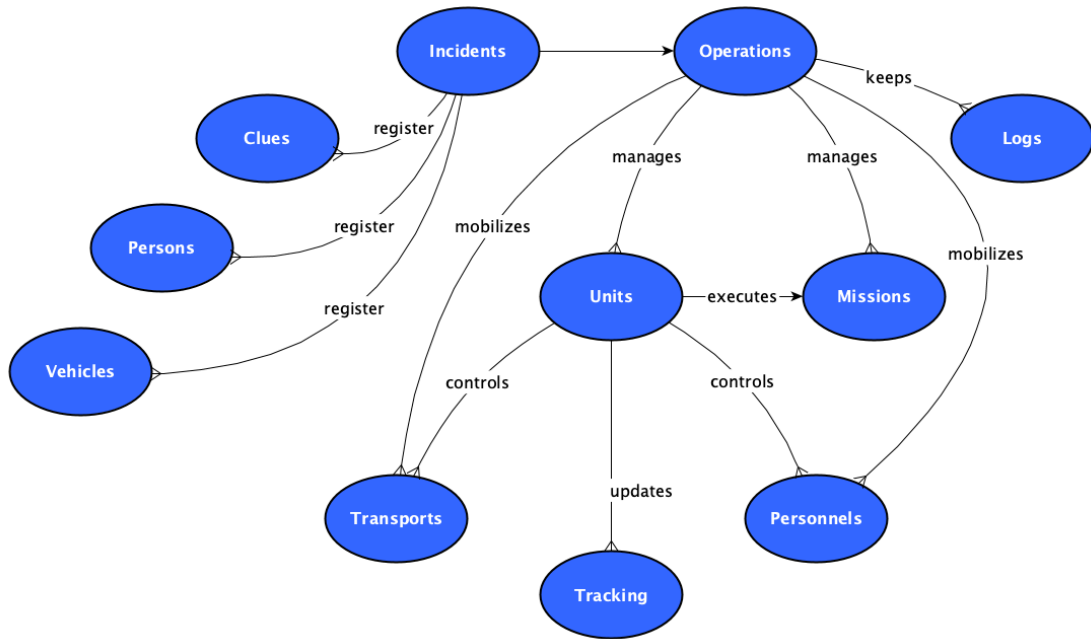 Incidents
Operations
keeps
register
Clues
Logs
manages
manages
register
mobilizes
Persons
mobilizes
Units
executes
Missions
register
Vehicles
controls
controls
updates
Transports
Personnels
Tracking